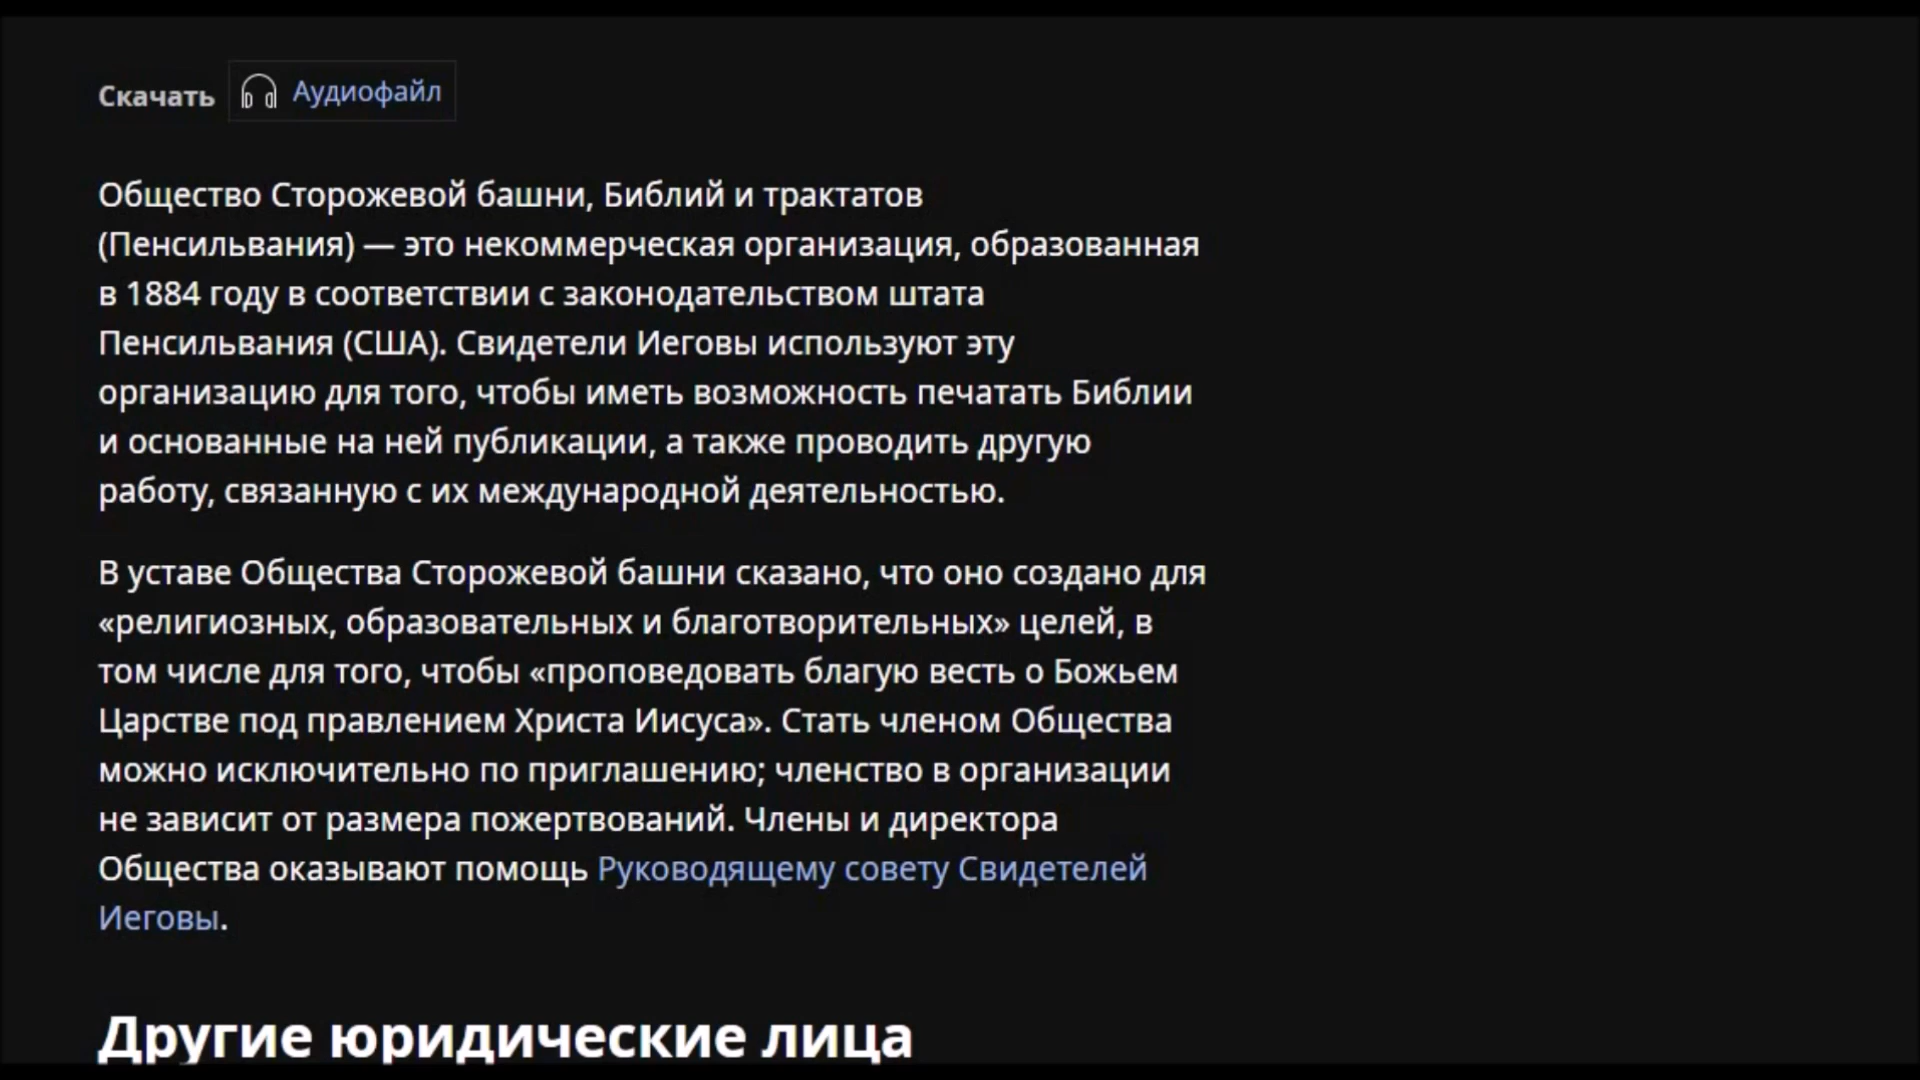 Скачать Аудиофайл
Общество Сторожевой башни, Библий и трактатов
(Пенсильвания) — это некоммерческая организация, образованная
в 1884 году в соответствии с законодательством штата
Пенсильвания (США). Свидетели Иеговы используют эту
организацию для того, чтобы иметь возможность печатать Библии
и основанные на ней публикации, а также проводить другую
работу, связанную с их международной деятельностью.
В уставе Общества Сторожевой башни сказано, что оно создано для
«религиозных, образовательных и благотворительных» целей, в
том числе для того, чтобы «проповедовать благую весть о Божьем
Царстве под правлением Христа Иисуса». Стать членом Общества
можно исключительно по приглашению; членство в организации
не зависит от размера пожертвований. Члены и директора
Общества оказывают помощь Руководящему совету Свидетелей
Иеговы.
Другие юридические лица